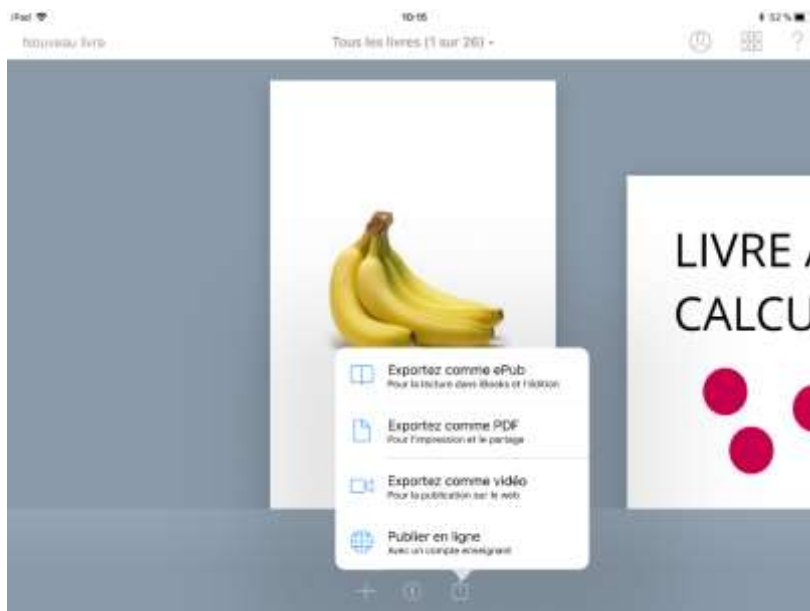 iPad
10:15
52 %
Nouveau livre
Tous les livres (1 sur 26)
?
LIVRE A
CALCU
Exportez comme ePub
Pour la lecture dans iBooks et l'édition
Exportez comme PDF
Pour l'impression et le partage
Exportez comme vidéo
Pour la publication sur le web
Publier en ligne
Avec un compte enseignant